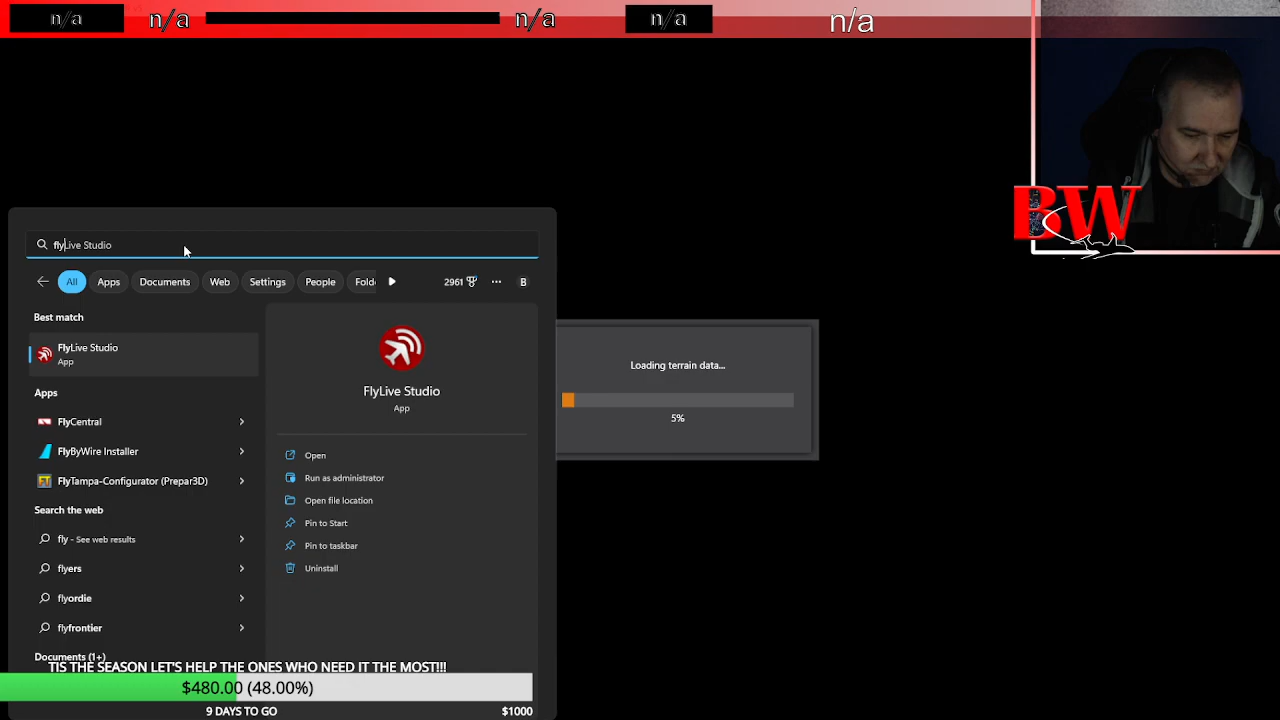 n/a
n/a
n/a
n/a
n/a
BW
flyLive Studio
All
Apps
Documents
Web
Settings
People
Folde
2961
B
Best match
FlyLive Studio
App
Apps
FlyCentral
FlyByWire Installer
FlyTampa-Configurator (Prepar3D)
Search the web
fly - See web results
flyers
flyordie
flyfrontier
Documents (1+)
FlyLive Studio
App
Open
Run as administrator
Open file location
Pin to Start
Pin to taskbar
Uninstall
Loading terrain data...
5%
TIS THE SEASON LET'S HELP THE ONES WHO NEED IT THE MOST!!!
$480.00 (48.00%)
9 DAYS TO GO
$1000